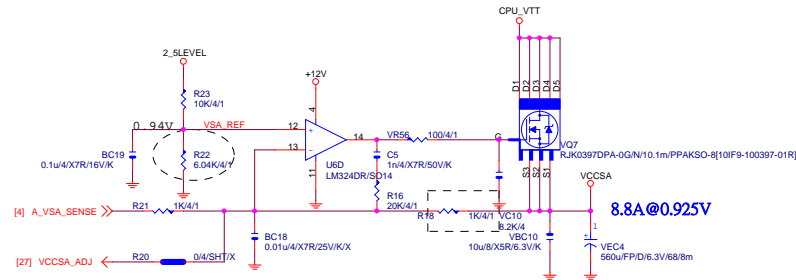 CPU_VTT
2_5LEVEL
D1
D2
D3
D4
D5
+12V
R23
10K/4/1
0.94V
VSA_REF
4
12
13
14
11
+
-
VR56
100/4/1
G
VQ7
RJK0397DPA-0G/N/10.1m/PPAKSO-8[10IF9-100397-01R]
BC19
0.1u/4/X7R/16V/K
R22
6.04K/4/1
U6D
LM324DR/SO14
C5
1n/4/X7R/50V/K
S3
S2
S1
VCCSA
R16
20K/4/1
[4] A_VSA_SENSE
R21
1K/4/1
R18
1K/4/1
VC10
8.2K/4
8.8A@0.925V
BC18
0.01u/4/X7R/25V/K/X
VBC10
10u/8/X5R/6.3V/K
1
+
VEC4
560u/FP/D/6.3V/68/8m
[27] VCCSA_ADJ
R20
0/4/SHT/X